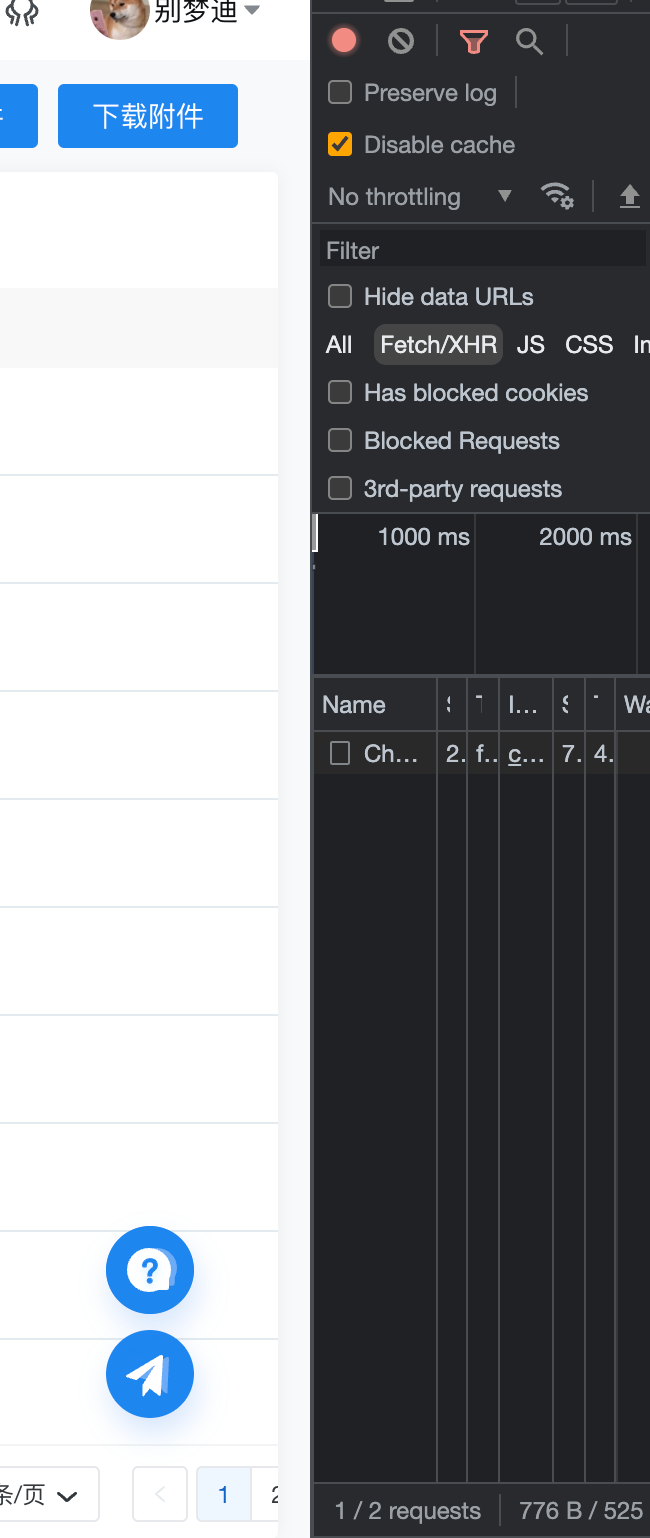 别梦迪
下载附件
条/页
1
2
Preserve log
Disable cache
No throttling
Filter
Hide data URLs
All Fetch/XHR JS CSS
Has blocked cookies
Blocked Requests
3rd-party requests
1000 ms 2000 ms
Name I... Wa
Ch... 2. f.. c... 7. 4.
1 / 2 requests 776 B / 525